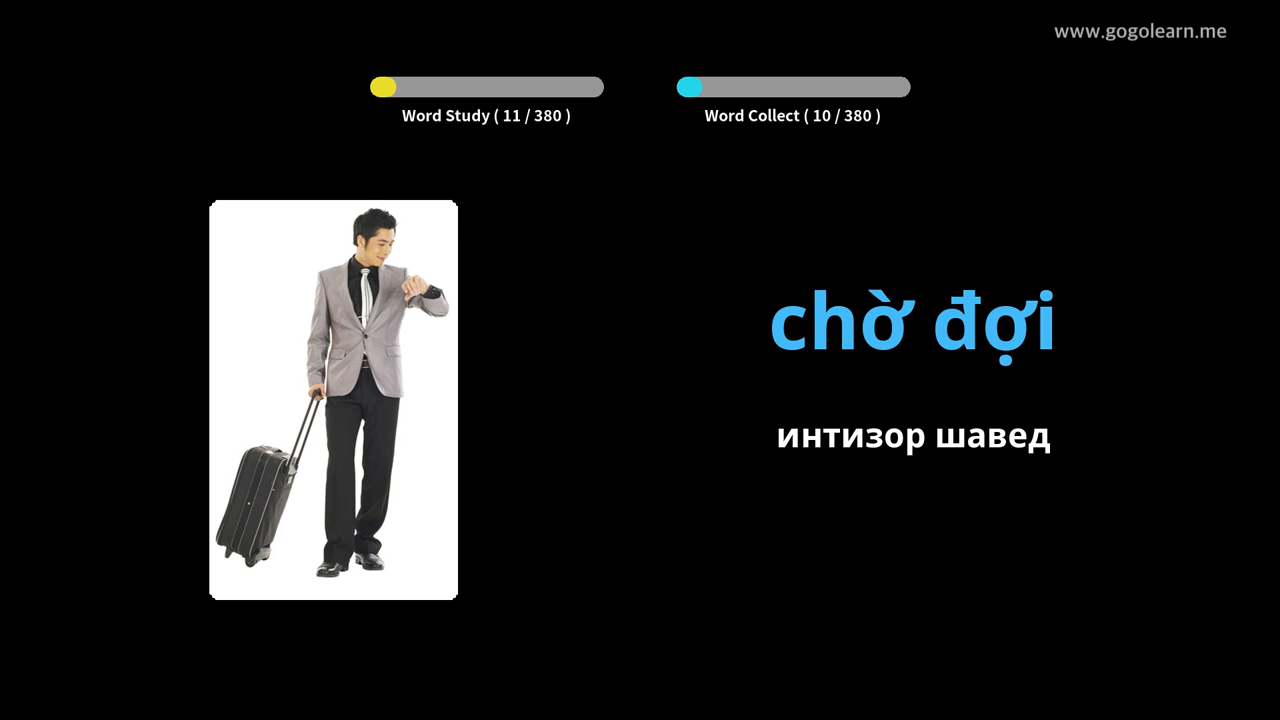 www.gogolearn.me
Word Study ( 11 / 380 )
Word Collect ( 10 / 380 )
chờ đợi
интизор шавед